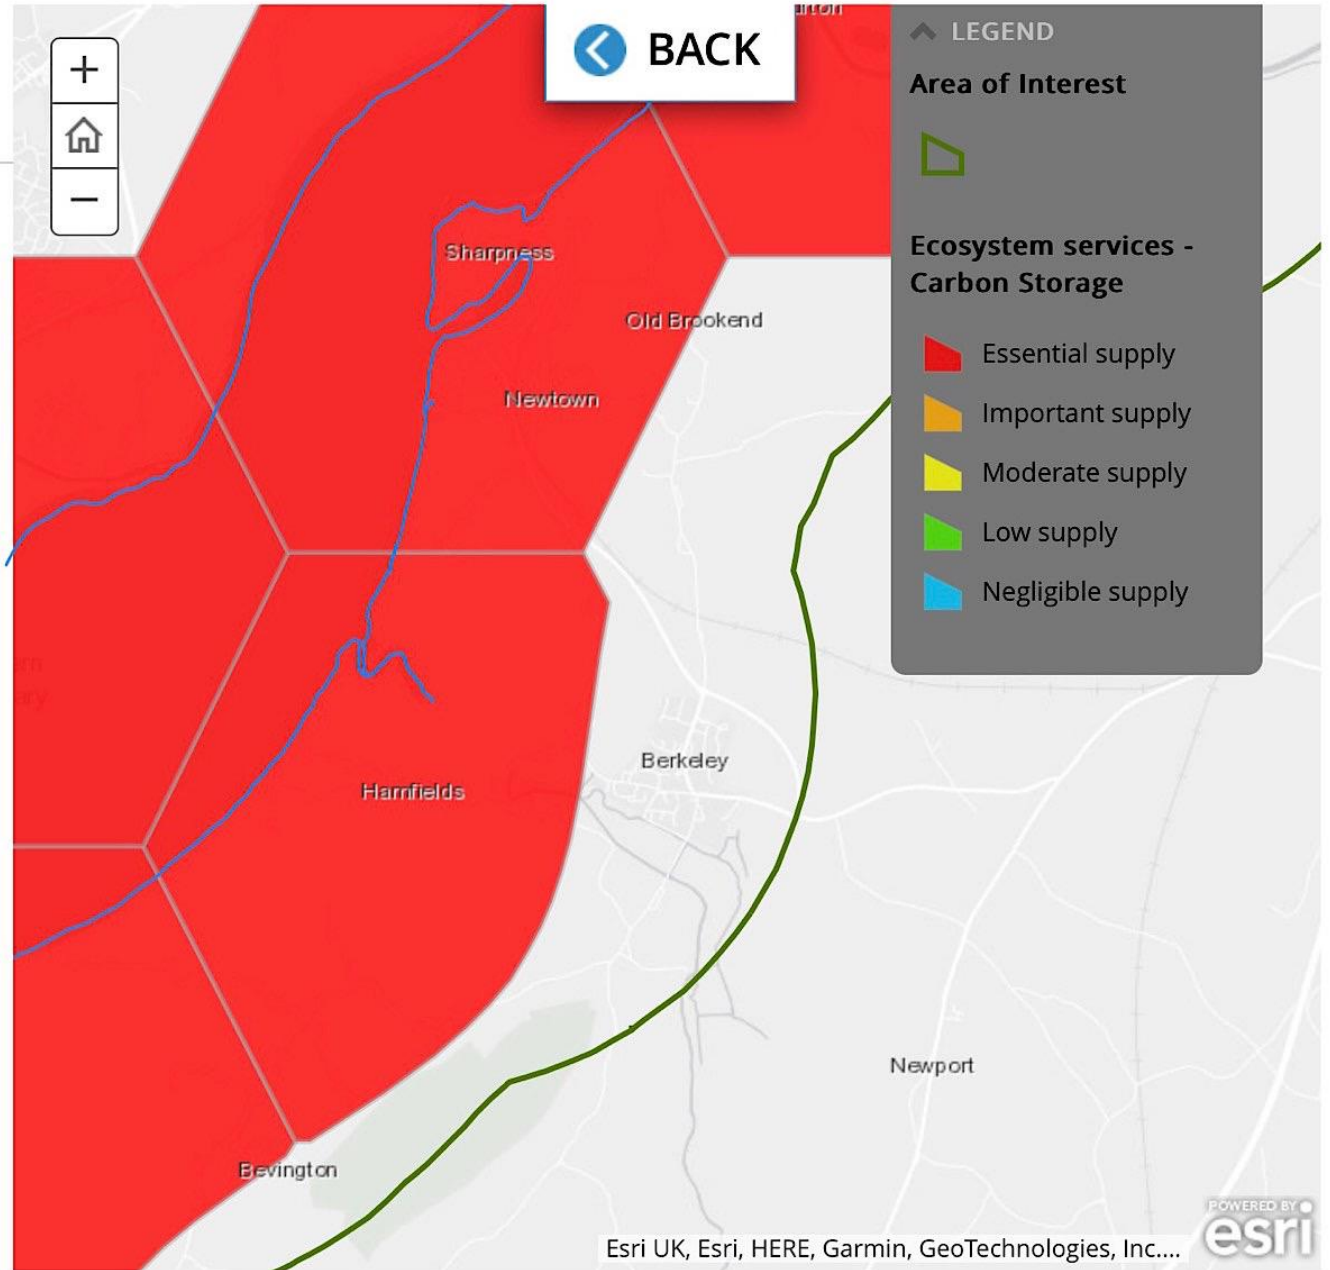 +
BACK
−
LEGEND
Area of Interest
Ecosystem services -
Carbon Storage
Essential supply
Important supply
Moderate supply
Low supply
Negligible supply
Sharpness
Old Brookend
Newtown
Berkeley
Hamfields
Newport
Bevington
POWERED BY
esri
Esri UK, Esri, HERE, Garmin, GeoTechnologies, Inc....